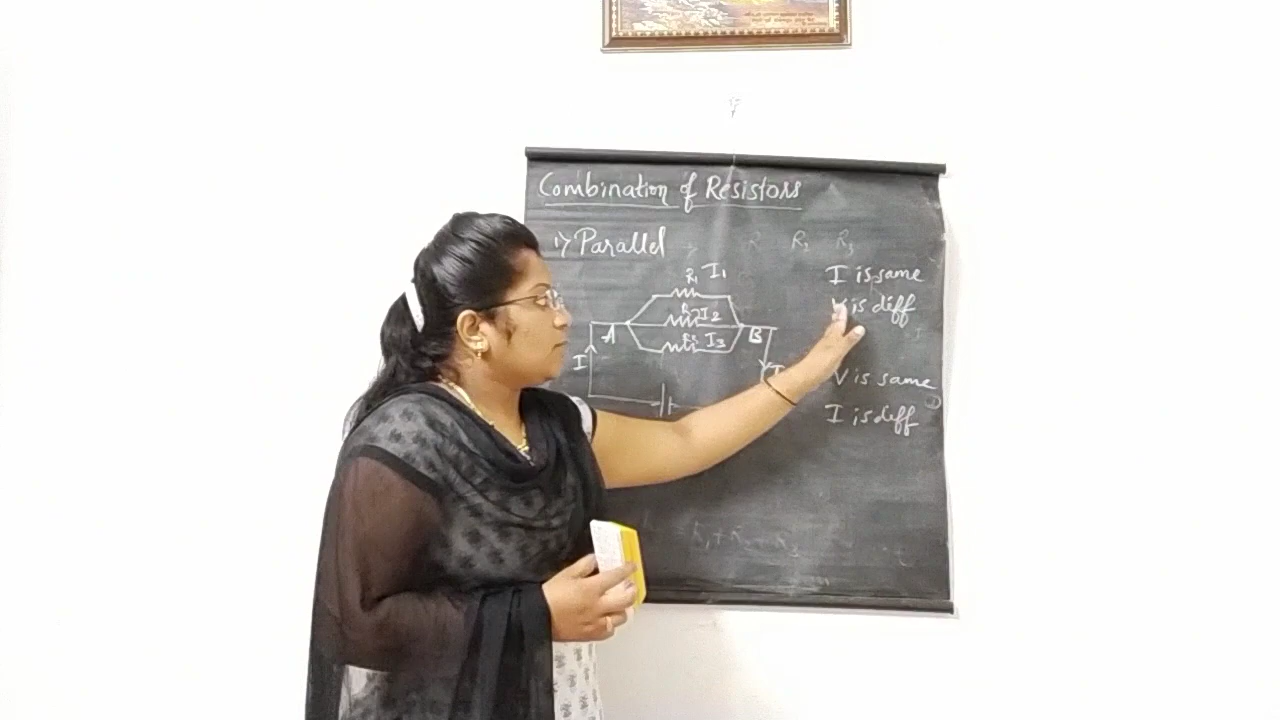 Combination of Resistors
1) Parallel
R R2 R3
I is same
V is diff
R1 I1
R2 I2
R3 I3
A B
I I
V is same
I is diff
R1 + R2 + R3